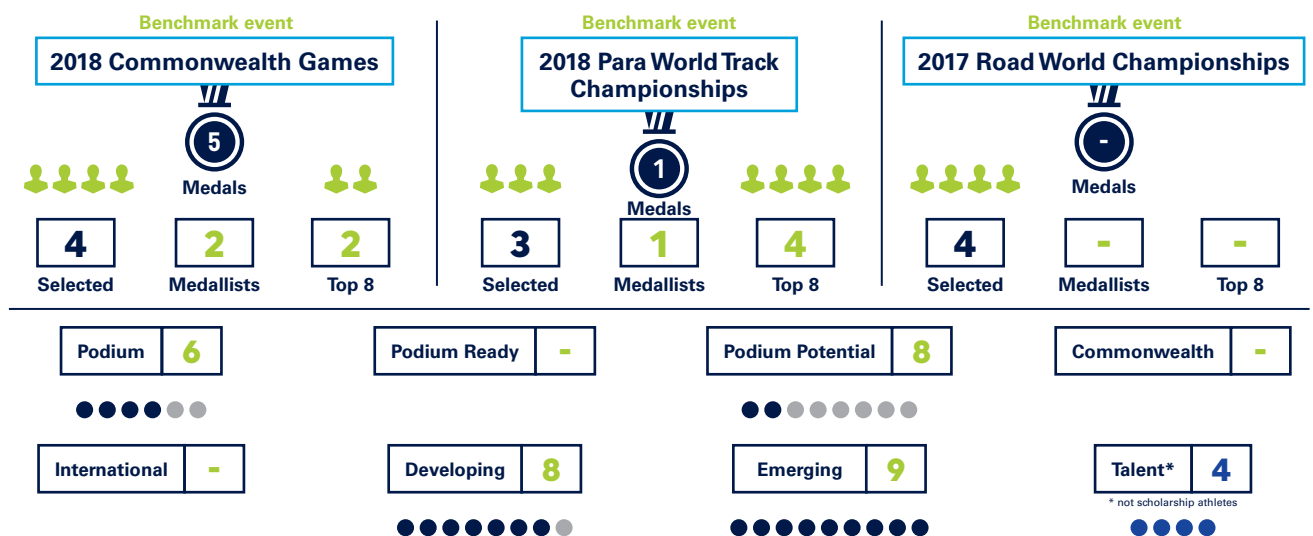 Benchmark event
2018 Commonwealth Games
5
Medals
4
2
2
Selected
Medallists
Top 8
Benchmark event
2018 Para World Track
Championships
1
Medals
3
1
4
Selected
Medallists
Top 8
Benchmark event
2017 Road World Championships
-
Medals
4
-
-
Selected
Medallists
Top 8
Podium 6
Podium Ready -
Podium Potential 8
Commonwealth -
International -
Developing 8
Emerging 9
Talent* 4
* not scholarship athletes